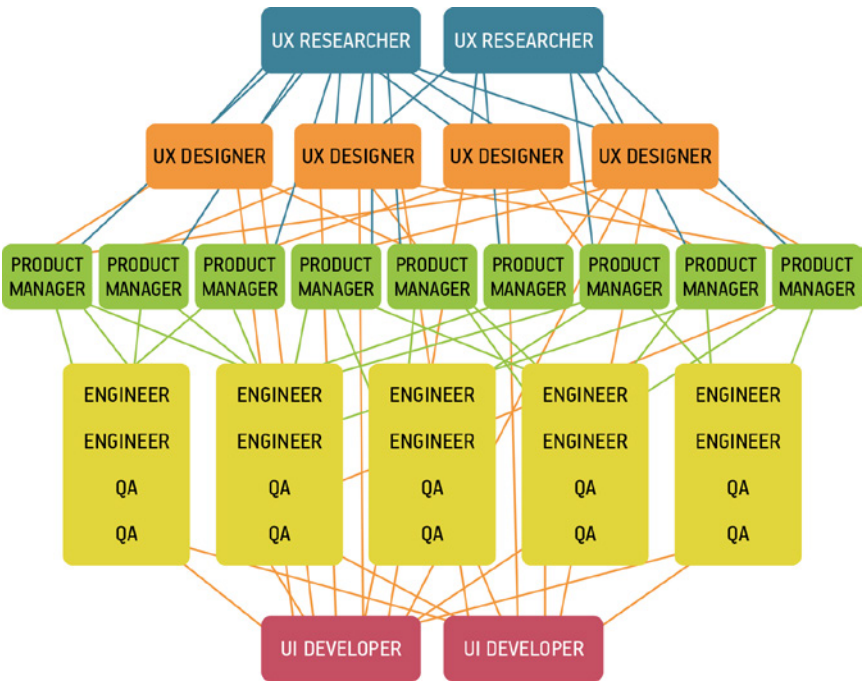 UX RESEARCHER UX RESEARCHER
UX DESIGNER UX DESIGNER UX DESIGNER UX DESIGNER
PRODUCT PRODUCT PRODUCT PRODUCT PRODUCT PRODUCT PRODUCT PRODUCT PRODUCT
MANAGER MANAGER MANAGER MANAGER MANAGER MANAGER MANAGER MANAGER MANAGER
ENGINEER ENGINEER ENGINEER ENGINEER ENGINEER
ENGINEER ENGINEER ENGINEER ENGINEER ENGINEER
QA QA QA QA QA
QA QA QA QA QA
UI DEVELOPER UI DEVELOPER